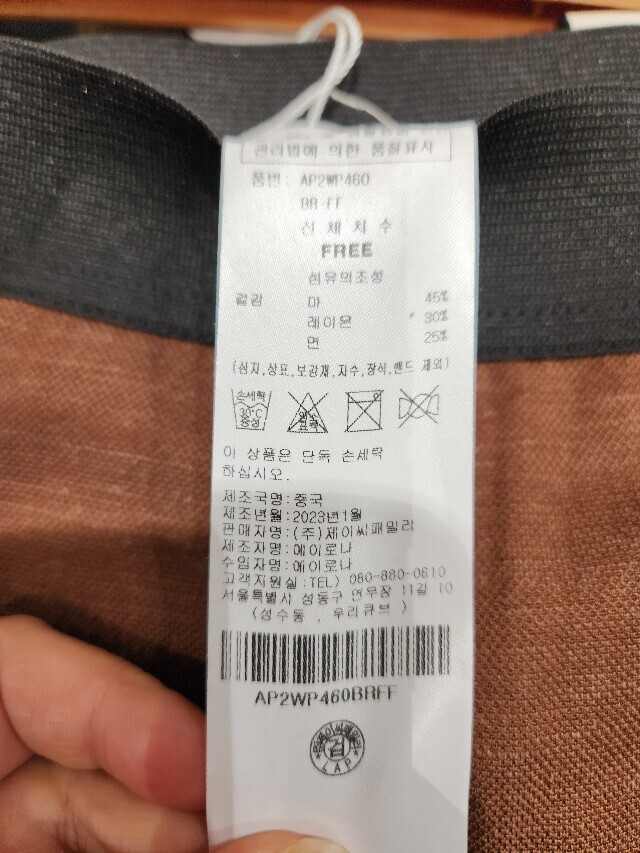 관리법에 의한 품질표시
품번: AP2WP460
BR-FF
신 체 치 수
FREE
섬유의조성
겉감 마 45%
레이온 30%
면 25%
(심지,상표,보강재,자수,장식,밴드 제외)
손세탁
30°C
중성
염소
표백
이 상품은 단독 손세탁
하십시오.
제조국명:중국
제조년월:2023년1월
판매자명:(주)제이씨패밀리
제조자명:에이로나
수입자명:에이로나
고객지원실:TEL) 080-880-0610
서울특별시 성동구 연무장 11길 10
(성수동 , 우리큐브 )
AP2WP460BRFF
검
LAP